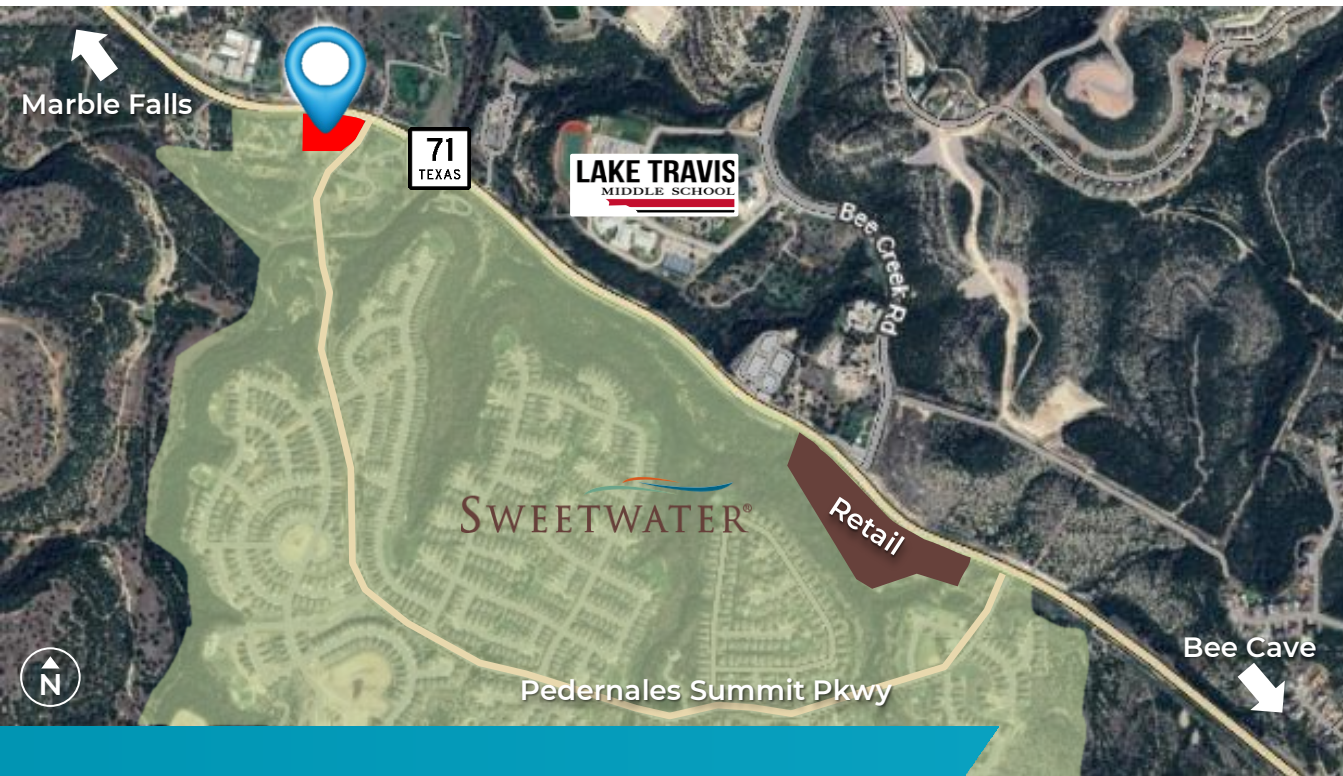 Marble Falls
71
TEXAS
LAKE TRAVIS
MIDDLE SCHOOL
Bee Creek Rd
SWEETWATER®
Retail
Bee Cave
N
Pedernales Summit Pkwy